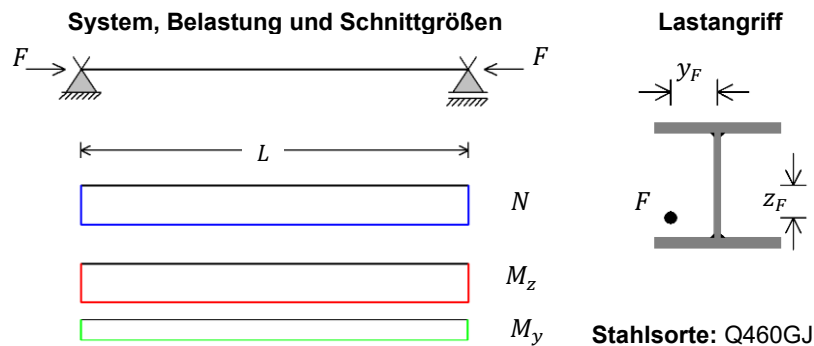 System, Belastung und Schnittgrößen
F
F
L
N
M_z
M_y
Lastangriff
y_F
F
z_F
Stahlsorte: Q460GJ